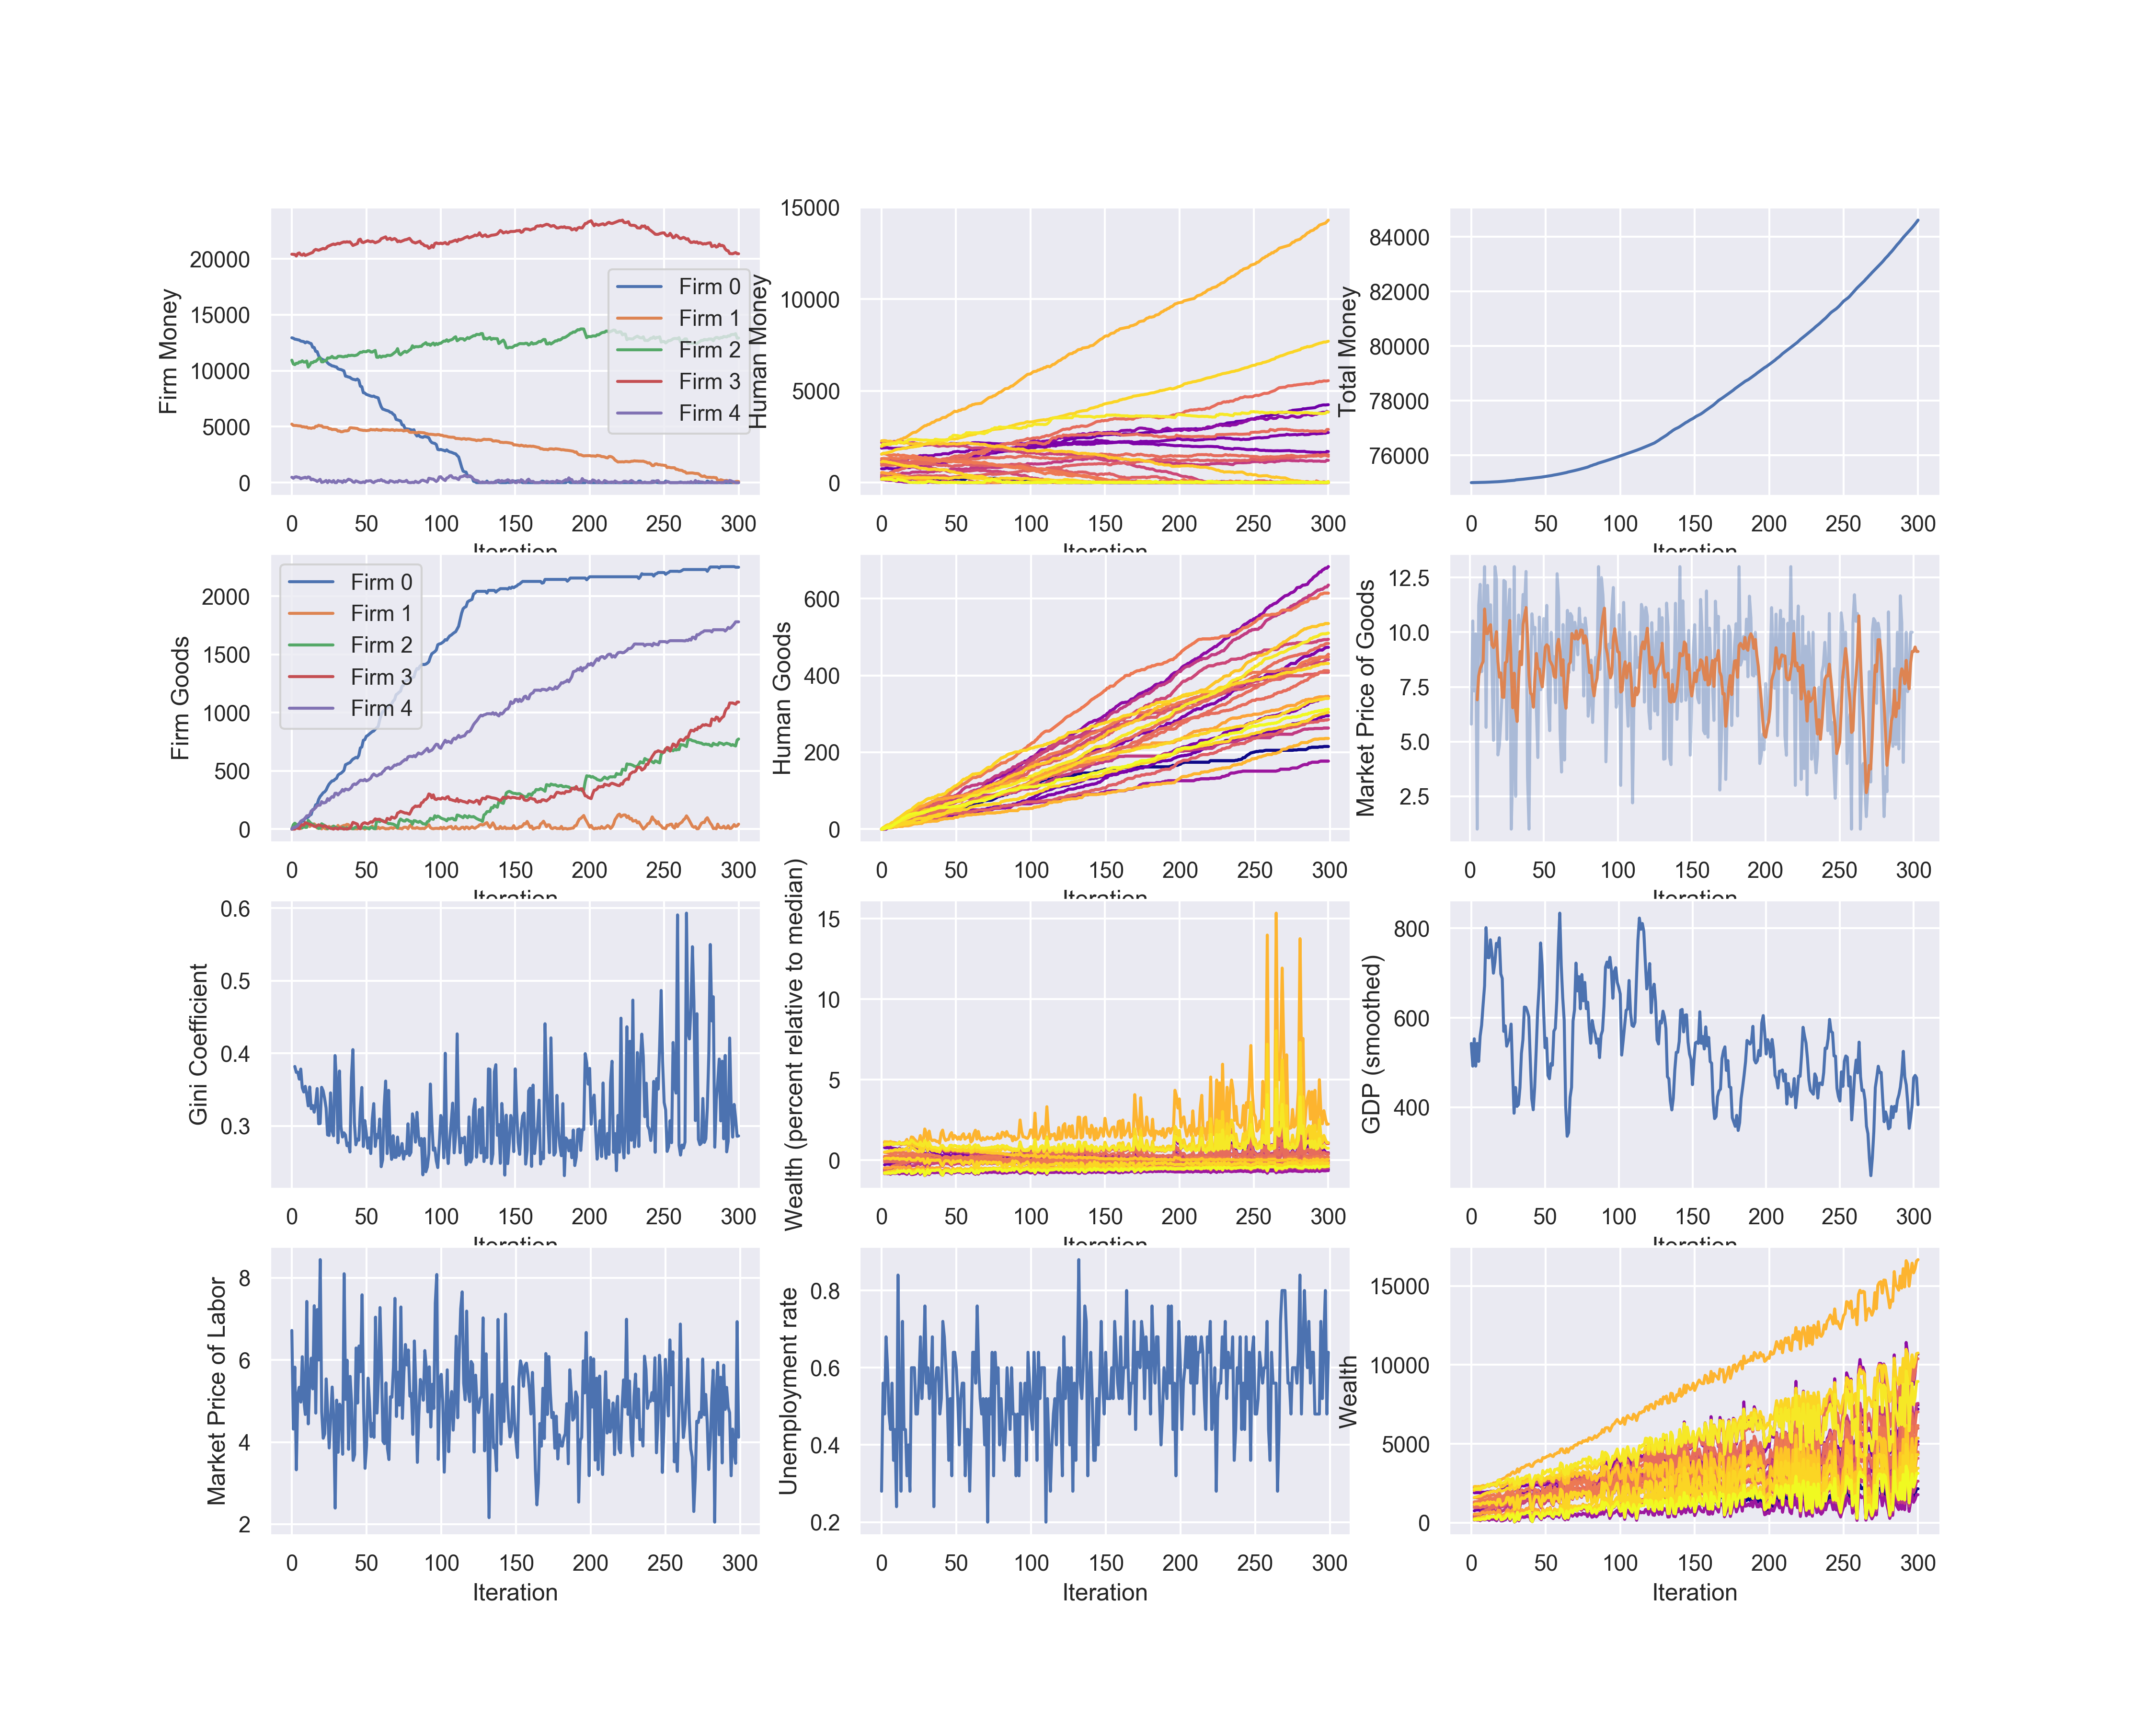 Firm Money
20000
15000
10000
5000
0
0 50 100 150 200 250 300
Iteration
Firm 0
Firm 1
Firm 2
Firm 3
Firm 4
Human Money
15000
10000
5000
0
0 50 100 150 200 250 300
Iteration
Total Money
84000
82000
80000
78000
76000
0 50 100 150 200 250 300
Iteration
Firm Goods
2000
1500
1000
500
0
0 50 100 150 200 250 300
Iteration
Firm 0
Firm 1
Firm 2
Firm 3
Firm 4
Human Goods
600
400
200
0
0 50 100 150 200 250 300
Iteration
Market Price of Goods
12.5
10.0
7.5
5.0
2.5
0 50 100 150 200 250 300
Iteration
Gini Coefficient
0.6
0.5
0.4
0.3
0 50 100 150 200 250 300
Iteration
Wealth (percent relative to median)
15
10
5
0
0 50 100 150 200 250 300
Iteration
GDP (smoothed)
800
600
400
0 50 100 150 200 250 300
Iteration
Market Price of Labor
8
6
4
2
0 50 100 150 200 250 300
Iteration
Unemployment rate
0.8
0.6
0.4
0.2
0 50 100 150 200 250 300
Iteration
Wealth
15000
10000
5000
0
0 50 100 150 200 250 300
Iteration